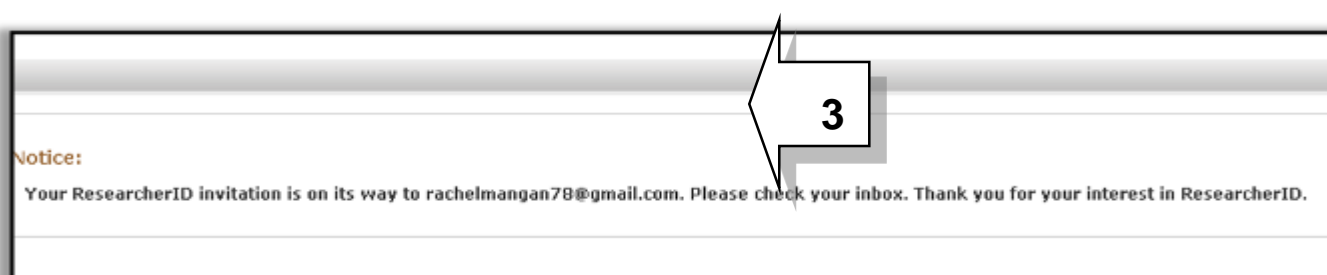 3
Notice:
Your ResearcherID invitation is on its way to rachelmangan78@gmail.com. Please check your inbox. Thank you for your interest in ResearcherID.